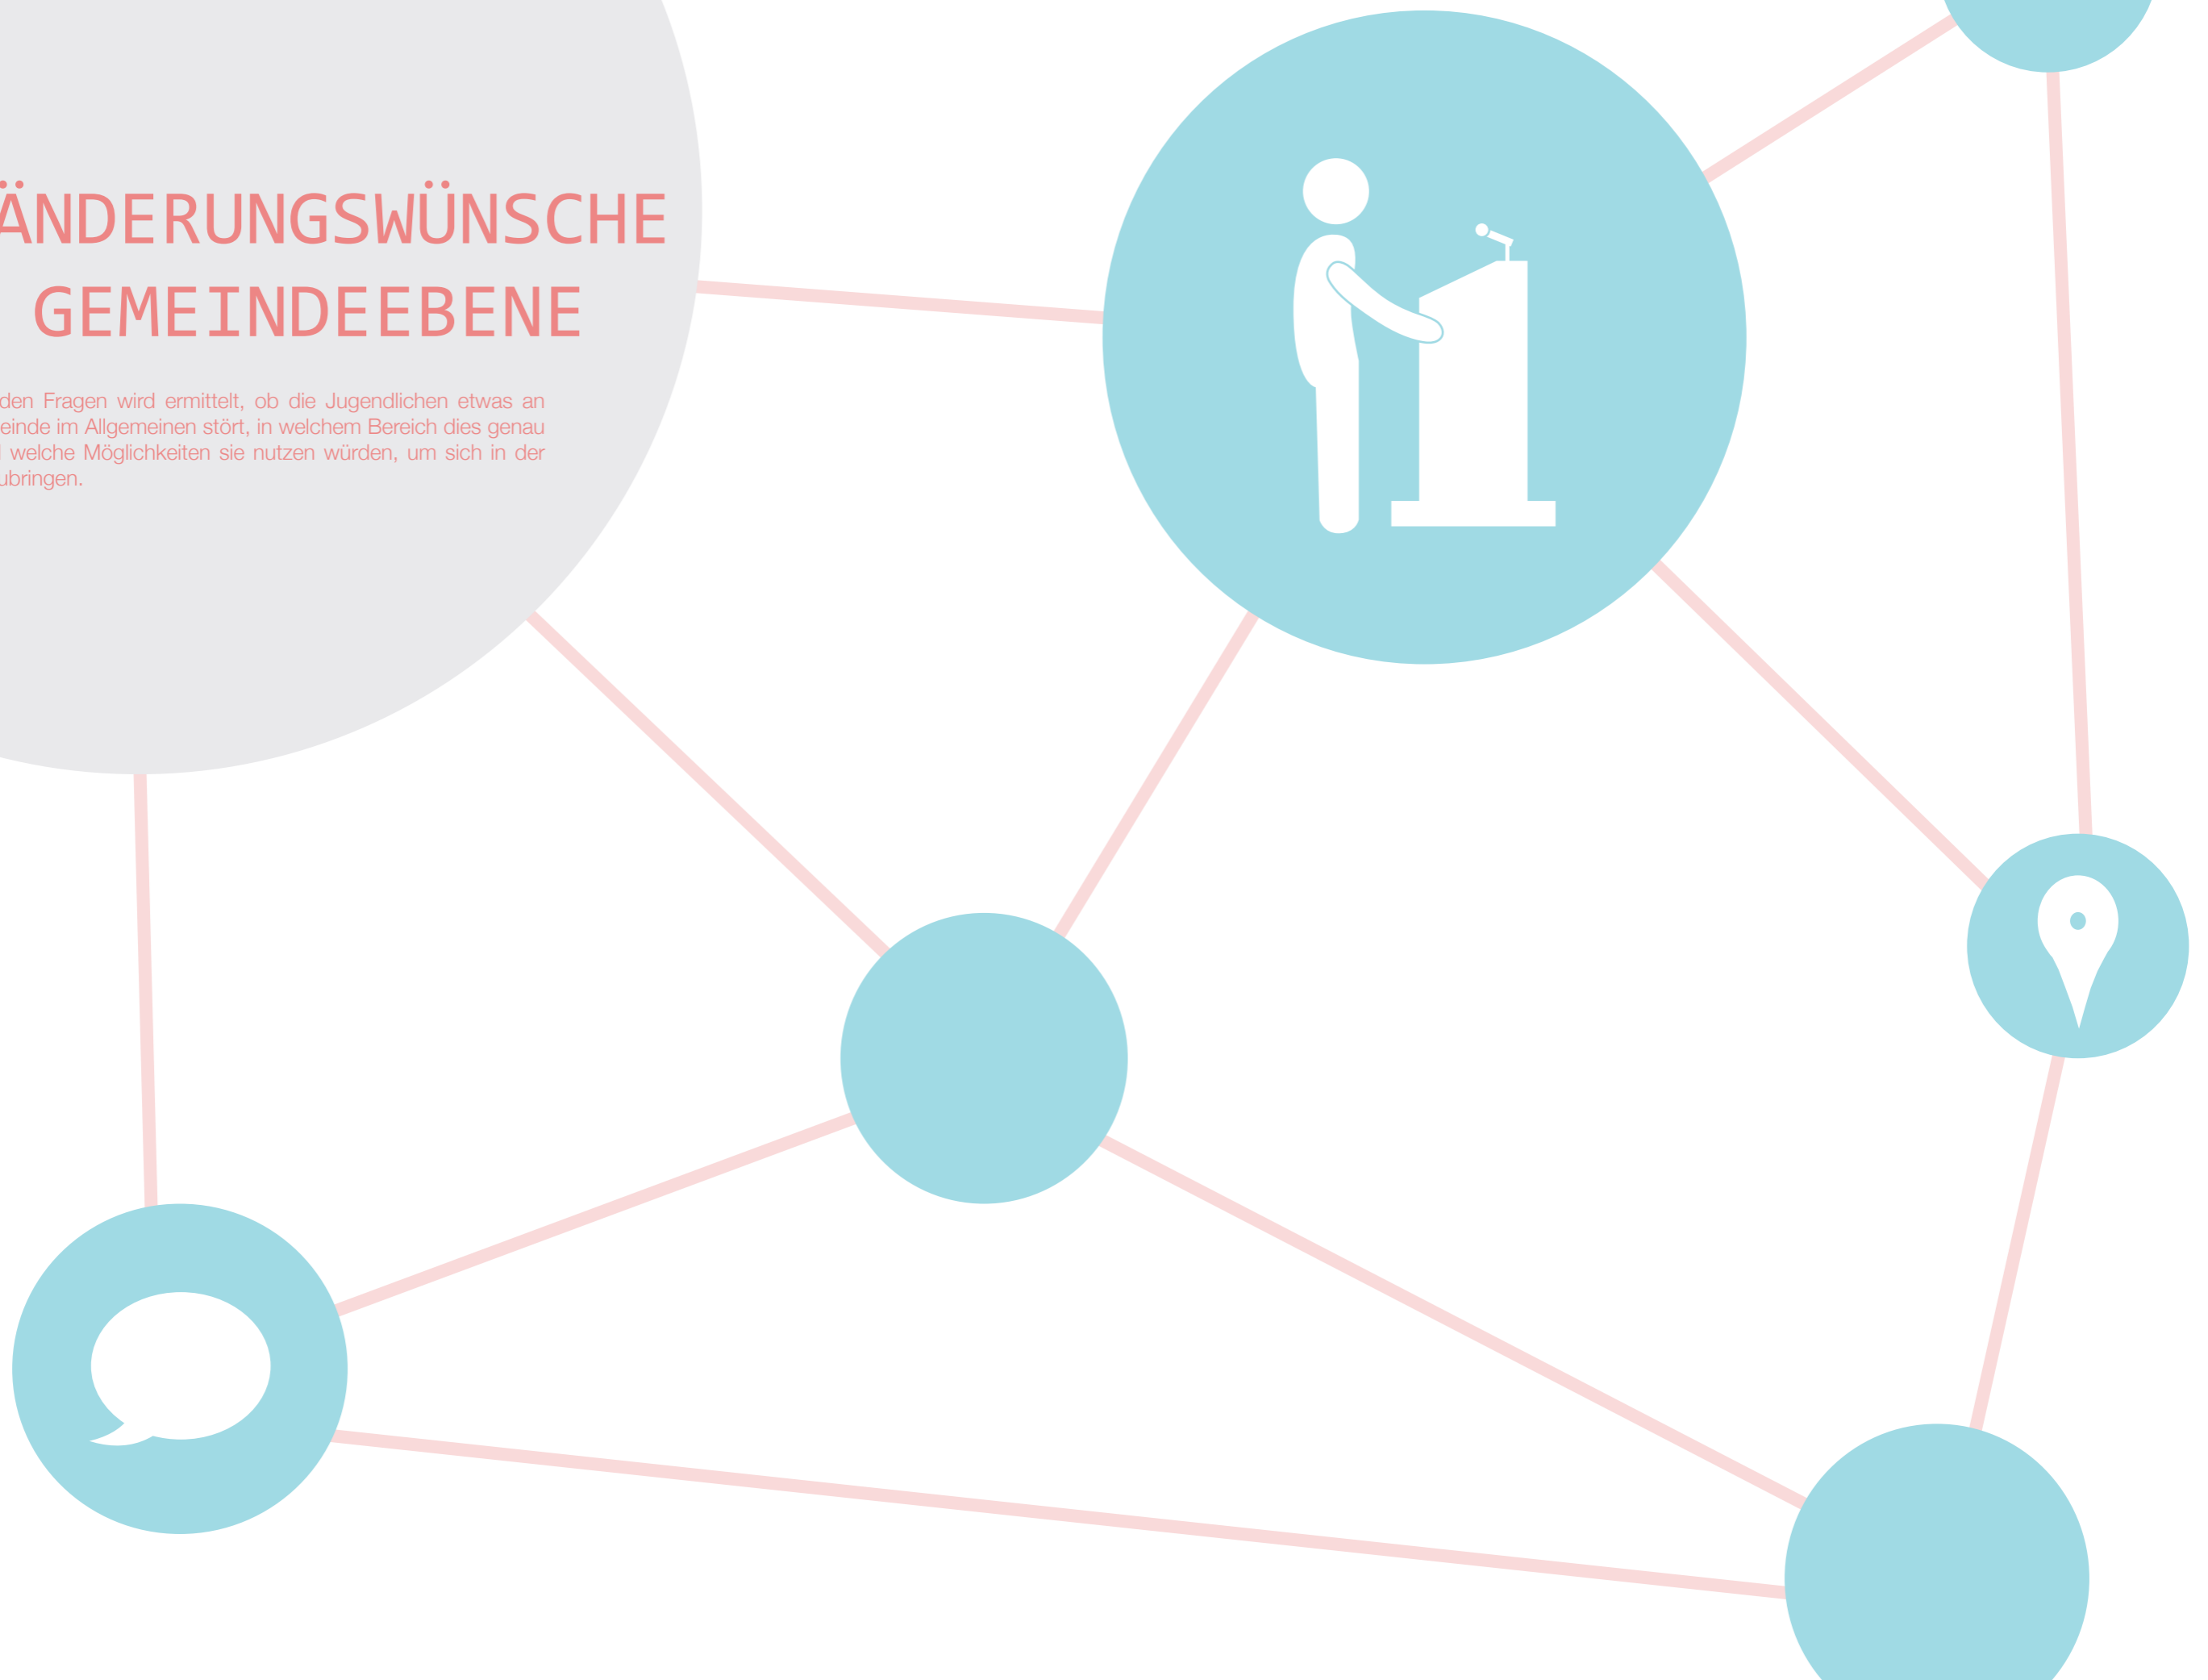 ÄNDERUNGSWÜNSCHE
GEMEINDEEBENE
den Fragen wird ermittelt, ob die Jugendlichen etwas an
einde im Allgemeinen stört, in welchem Bereich dies genau
welche Möglichkeiten sie nutzen würden, um sich in der
ubringen.